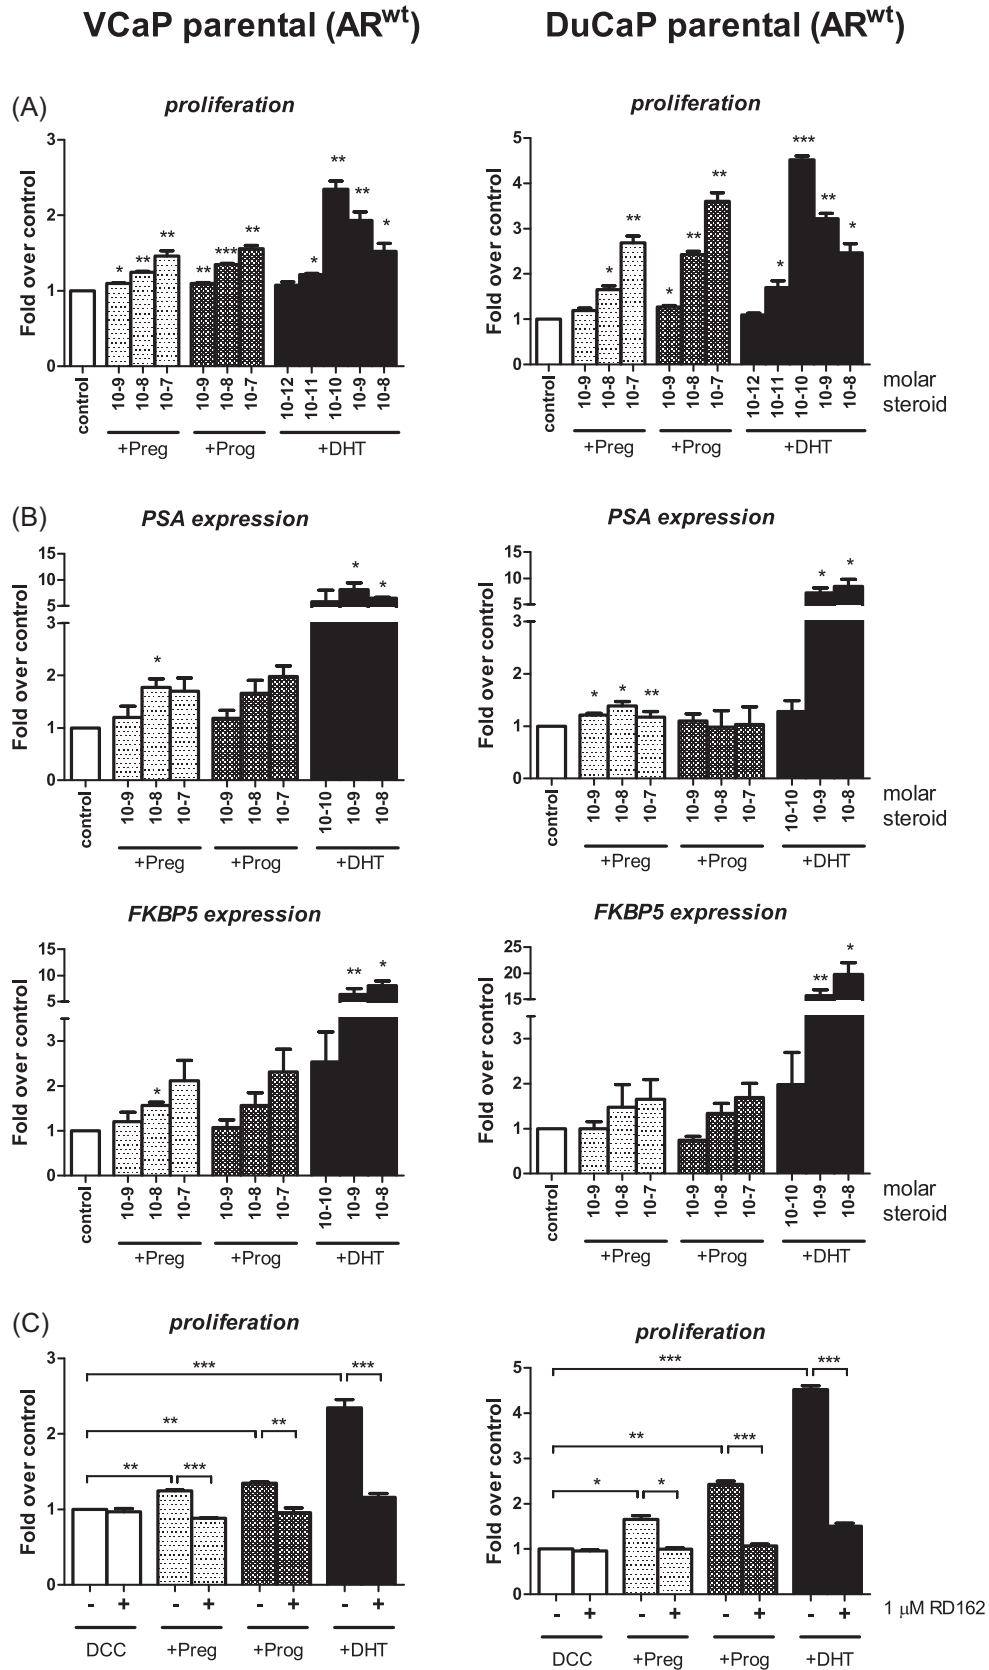 VCaP parental (ARwt)
DuCaP parental (ARwt)
(A)
proliferation
Fold over control
3
2
1
0
* ** ** ** *** ** * ** ** *
control 10-9 10-8 10-7 10-9 10-8 10-7 10-12 10-11 10-10 10-9 10-8
+Preg +Prog +DHT
proliferation
Fold over control
5
4
3
2
1
0
* ** * ** ** * *** ** *
control 10-9 10-8 10-7 10-9 10-8 10-7 10-12 10-11 10-10 10-9 10-8
+Preg +Prog +DHT
molar
steroid
(B)
PSA expression
Fold over control
15
10
5
3
2
1
0
* * *
control 10-9 10-8 10-7 10-9 10-8 10-7 10-10 10-9 10-8
+Preg +Prog +DHT
PSA expression
Fold over control
15
10
5
3
2
1
0
* * ** * *
control 10-9 10-8 10-7 10-9 10-8 10-7 10-10 10-9 10-8
+Preg +Prog +DHT
molar
steroid
FKBP5 expression
Fold over control
15
10
5
3
2
1
0
* ** *
control 10-9 10-8 10-7 10-9 10-8 10-7 10-10 10-9 10-8
+Preg +Prog +DHT
FKBP5 expression
Fold over control
25
20
15
3
2
1
0
** *
control 10-9 10-8 10-7 10-9 10-8 10-7 10-10 10-9 10-8
+Preg +Prog +DHT
molar
steroid
(C)
proliferation
Fold over control
3
2
1
0
*** ***
** **
** ***
- + - + - + - +
DCC +Preg +Prog +DHT
proliferation
Fold over control
5
4
3
2
1
0
*** ***
** ***
* *
- + - + - + - +
1 µM RD162
DCC +Preg +Prog +DHT